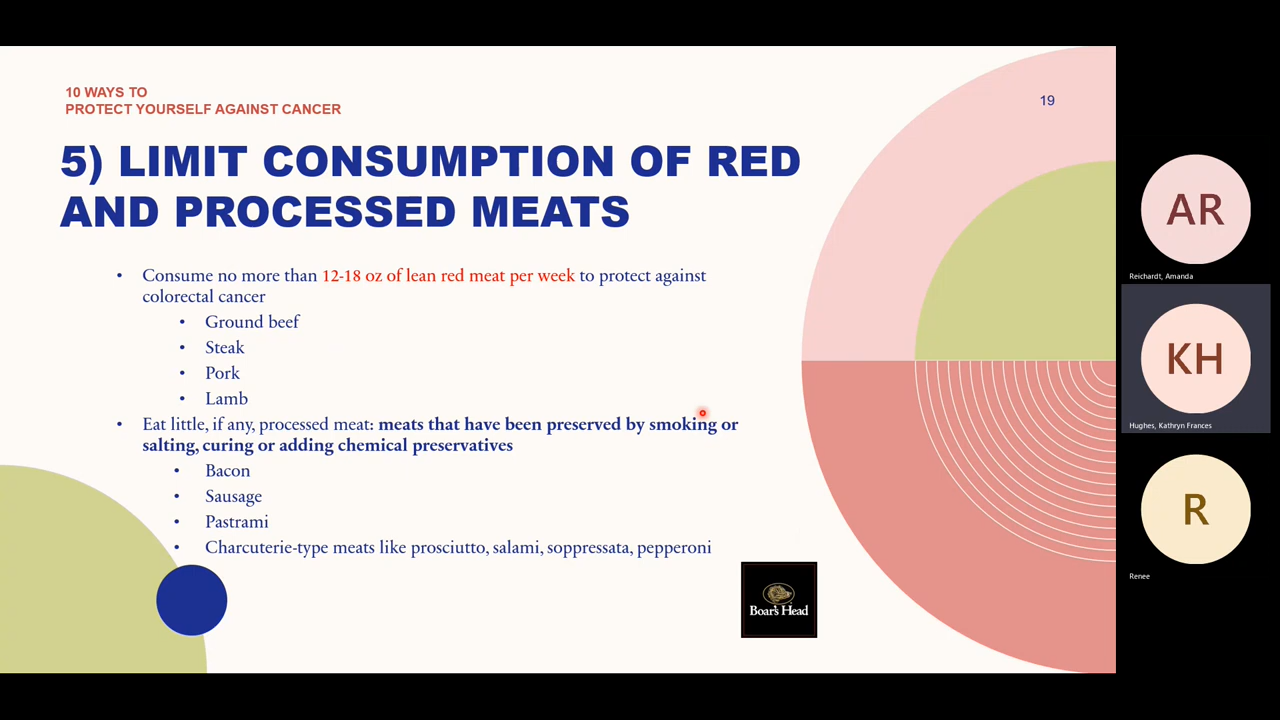 10 WAYS TO
PROTECT YOURSELF AGAINST CANCER
19
5) LIMIT CONSUMPTION OF RED
AND PROCESSED MEATS
• Consume no more than 12-18 oz of lean red meat per week to protect against
colorectal cancer
• Ground beef
• Steak
• Pork
• Lamb
• Eat little, if any, processed meat: meats that have been preserved by smoking or
salting, curing or adding chemical preservatives
• Bacon
• Sausage
• Pastrami
• Charcuterie-type meats like prosciutto, salami, soppressata, pepperoni
Boar's Head
AR
Reichardt, Amanda
KH
Hughes, Kathryn Frances
R
Renee